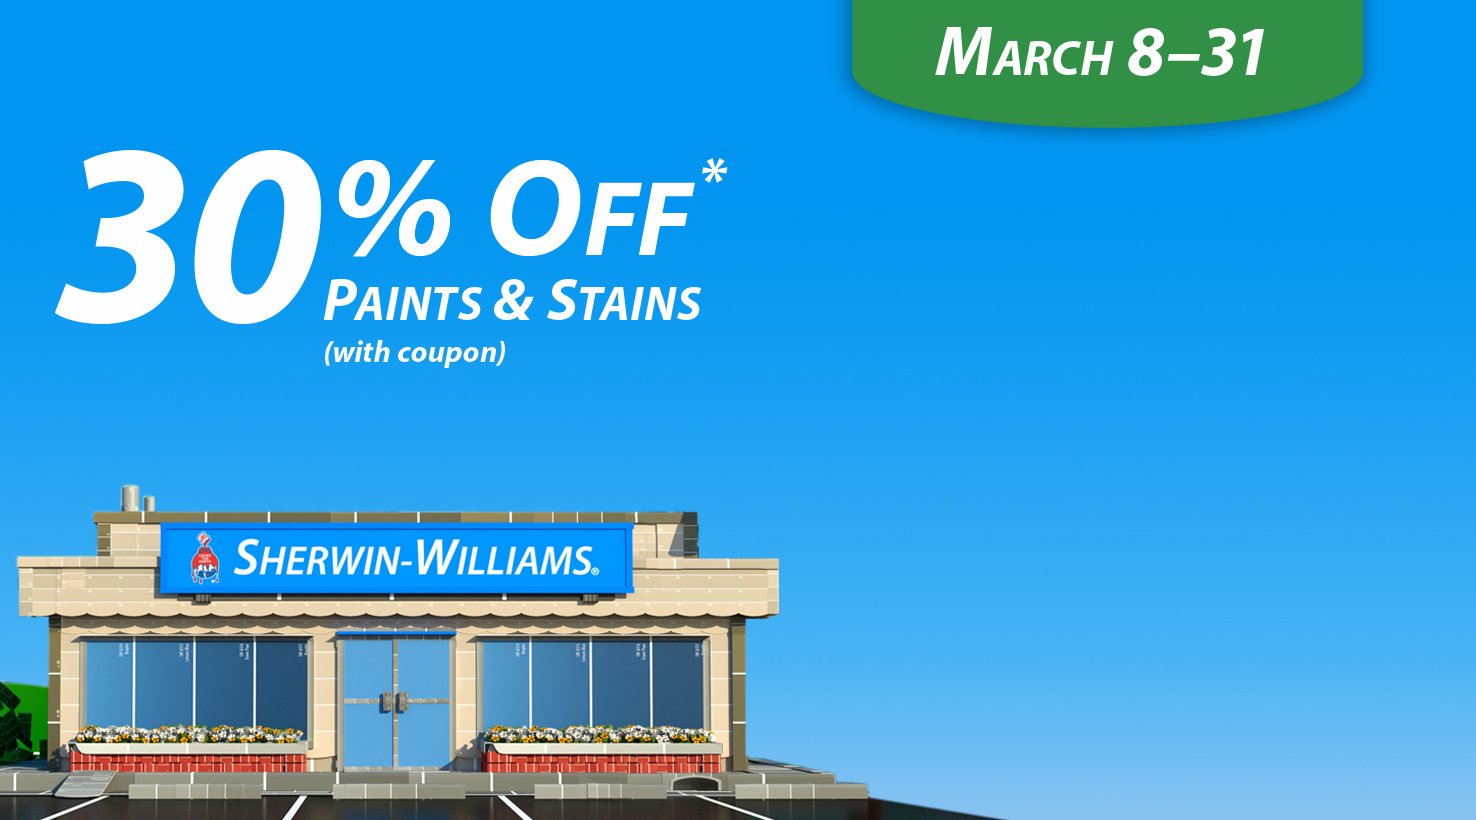 MARCH 8–31
30% OFF*
PAINTS & STAINS
(with coupon)
SHERWIN-WILLIAMS®